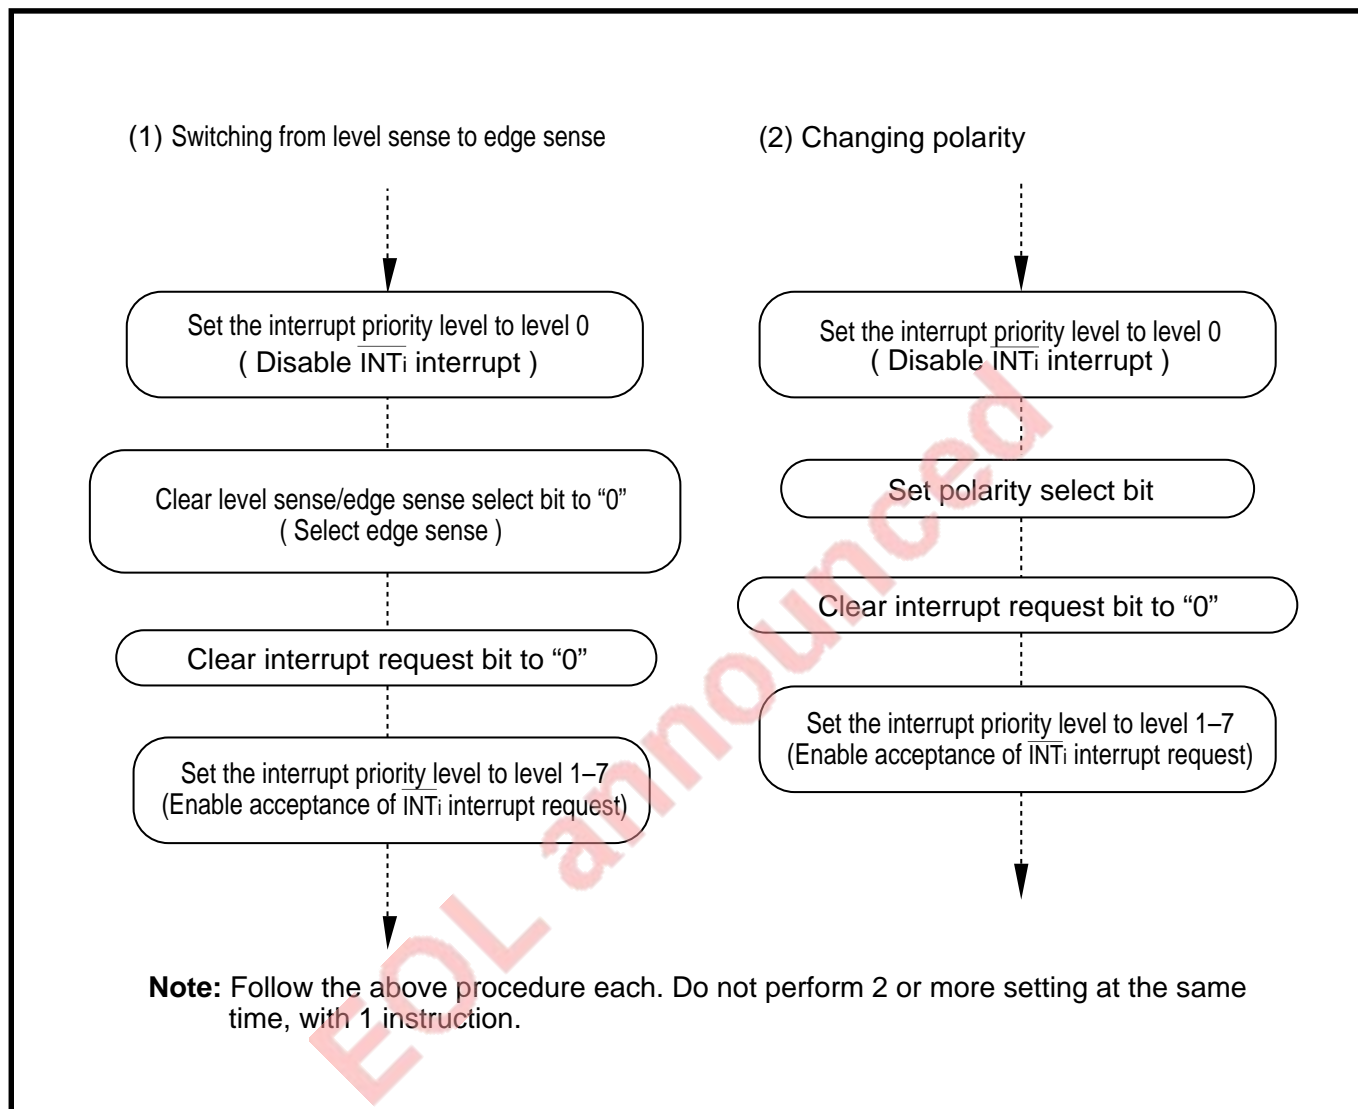 (1) Switching from level sense to edge sense
Set the interrupt priority level to level 0
( Disable INTi interrupt )
Clear level sense/edge sense select bit to “0”
( Select edge sense )
Clear interrupt request bit to “0”
Set the interrupt priority level to level 1–7
(Enable acceptance of INTi interrupt request)
(2) Changing polarity
Set the interrupt priority level to level 0
( Disable INTi interrupt )
Set polarity select bit
Clear interrupt request bit to “0”
Set the interrupt priority level to level 1–7
(Enable acceptance of INTi interrupt request)
Note: Follow the above procedure each. Do not perform 2 or more setting at the same
time, with 1 instruction.
EOL announced